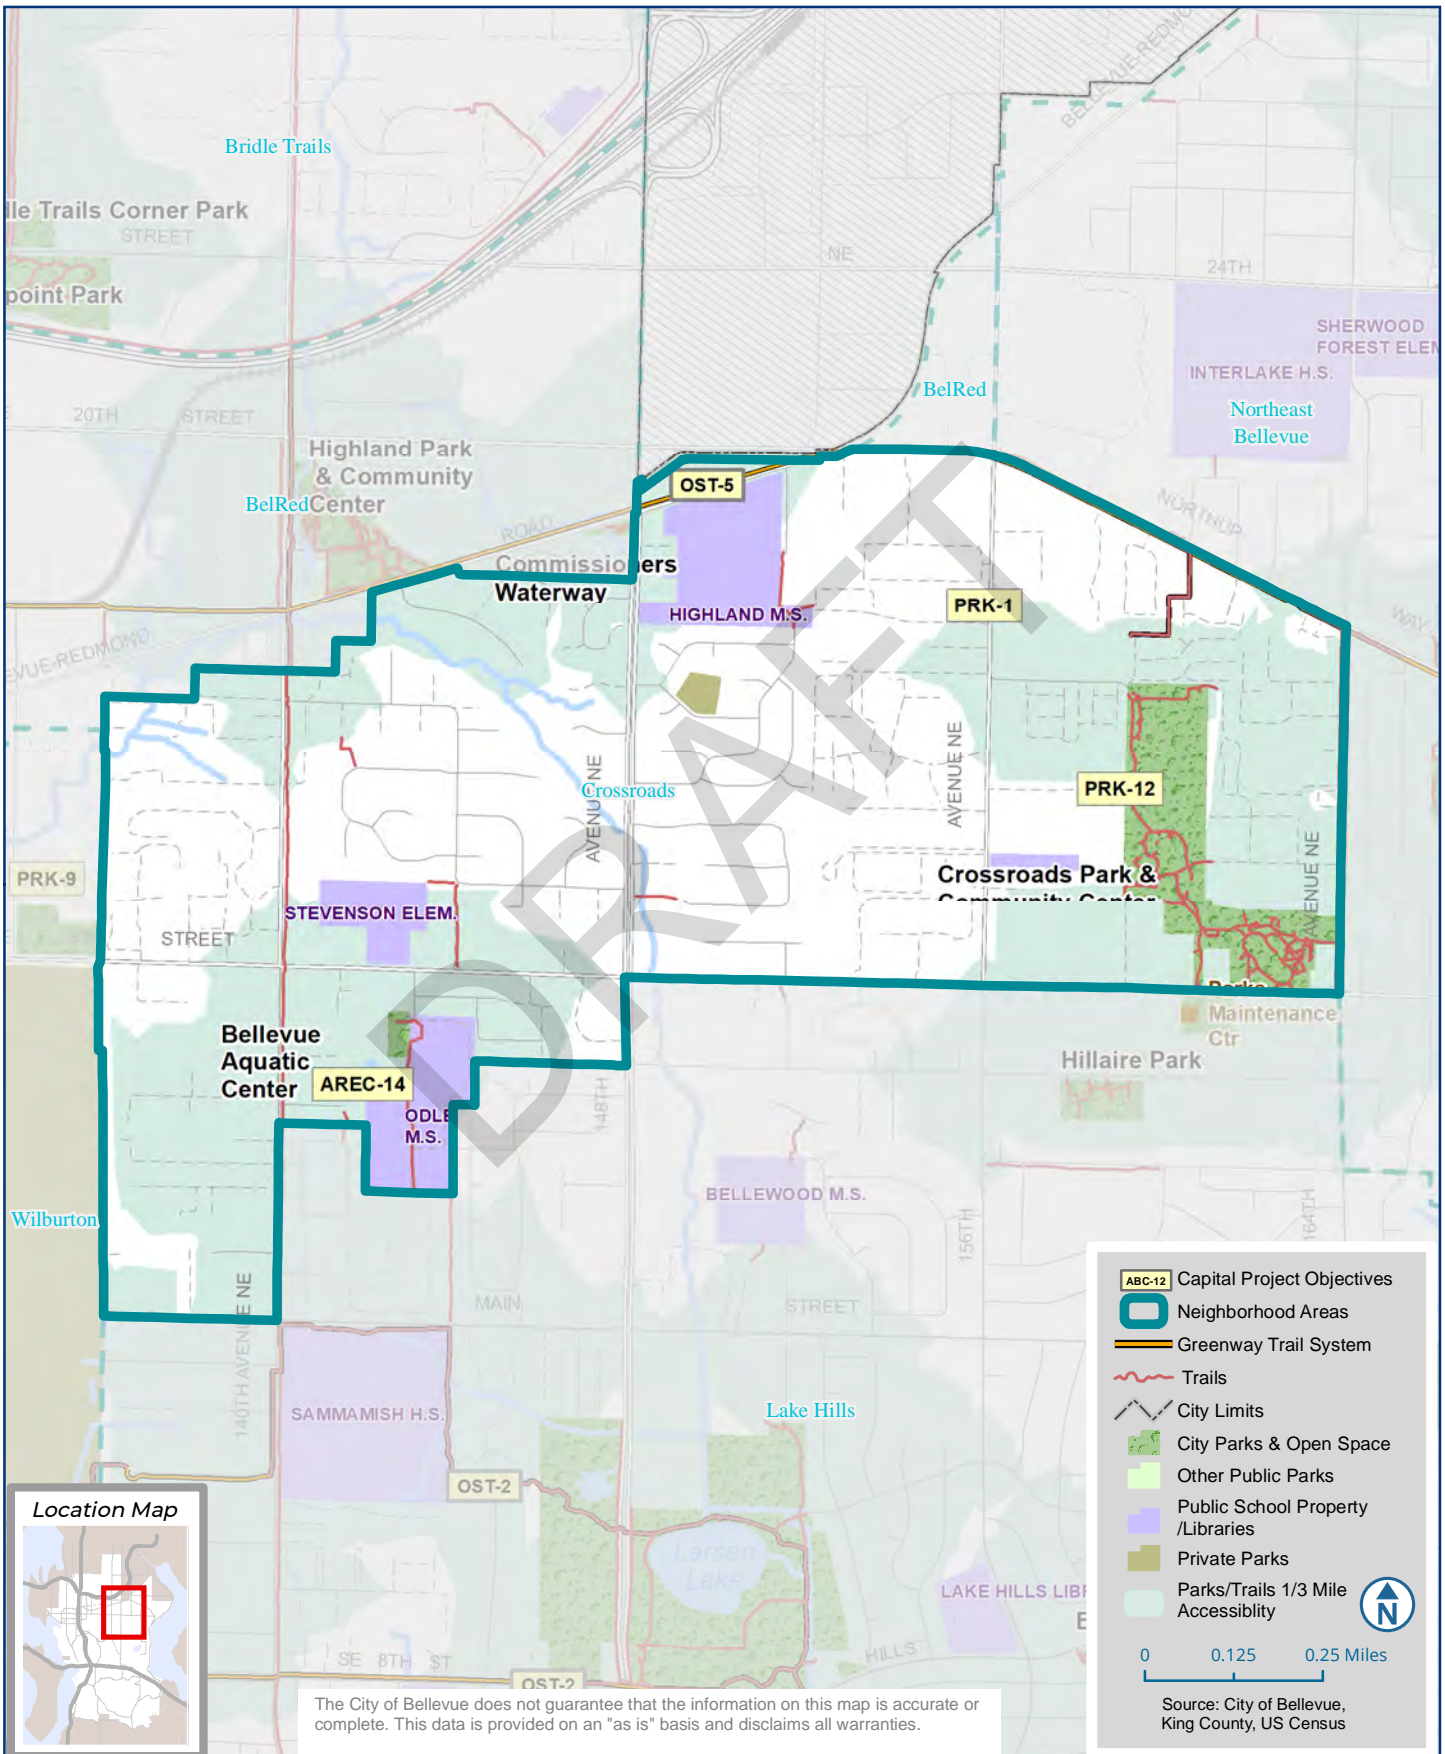 Bridle Trails
lle Trails Corner Park
STREET
point Park
BELLEVUE-REDMO
NE
24TH
SHERWOOD
FOREST ELEM
INTERLAKE H.S.
BelRed
Northeast
Bellevue
20TH
STREET
Highland Park
& Community
Center
BelRed
ROAD
OST-5
NORTHUP
WAY
Commissioners
Waterway
HIGHLAND M.S.
PRK-1
EVUE-REDMOND
AVENUE NE
Crossroads
AVENUE NE
PRK-12
PRK-9
STEVENSON ELEM.
STREET
Crossroads Park &
Community Center
AVENUE NE
Parks
Maintenance
Ctr
Hillaire Park
Bellevue
Aquatic
Center
AREC-14
ODLE
M.S.
148TH
BELLEWOOD M.S.
156TH
164TH
Wilburton
140TH AVENUE NE
MAIN
STREET
SAMMAMISH H.S.
Lake Hills
OST-2
Larsen
Lake
LAKE HILLS LIBR
E
HILLS
SE 8TH ST
OST-2
DRAFT
ABC-12 Capital Project Objectives
Neighborhood Areas
Greenway Trail System
Trails
City Limits
City Parks & Open Space
Other Public Parks
Public School Property
/Libraries
Private Parks
Parks/Trails 1/3 Mile
Accessiblity
N
0 0.125 0.25 Miles
Source: City of Bellevue,
King County, US Census
Location Map
The City of Bellevue does not guarantee that the information on this map is accurate or
complete. This data is provided on an "as is" basis and disclaims all warranties.